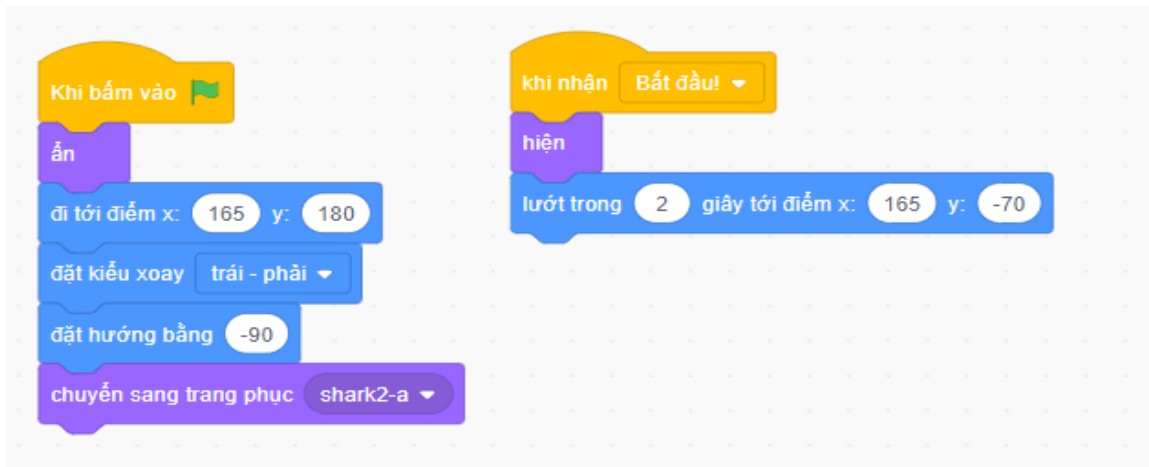 Khi bấm vào
ẩn
đi tới điểm x: 165 y: 180
đặt kiểu xoay trái - phải
đặt hướng bằng -90
chuyển sang trang phục shark2-a
khi nhận Bắt đầu!
hiện
lướt trong 2 giây tới điểm x: 165 y: -70